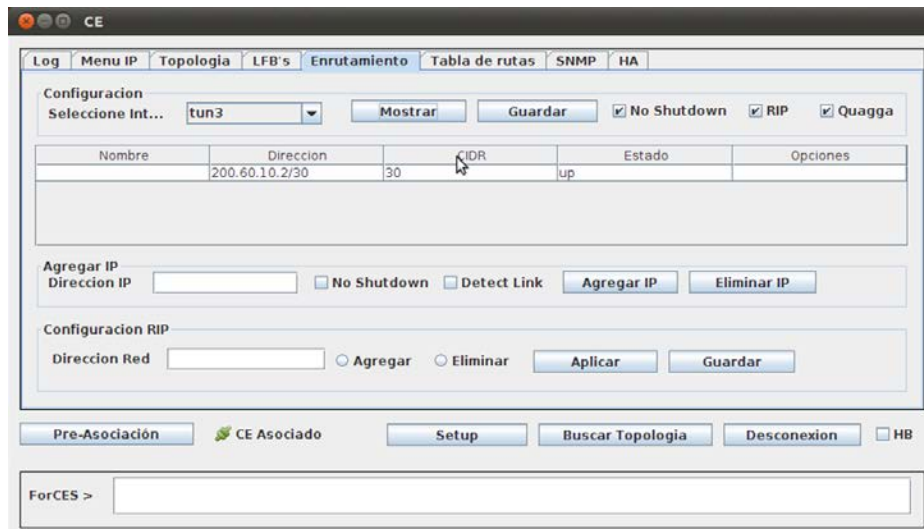 CE
Log Menu IP Topologia LFB's Enrutamiento Tabla de rutas SNMP HA
Configuracion
Seleccione Int... tun3 Mostrar Guardar No Shutdown RIP Quagga
Nombre Direccion CIDR Estado Opciones
200.60.10.2/30 30 up
Agregar IP
Direccion IP No Shutdown Detect Link Agregar IP Eliminar IP
Configuracion RIP
Direccion Red Agregar Eliminar Aplicar Guardar
Pre-Asociación CE Asociado Setup Buscar Topologia Desconexion HB
ForCES >